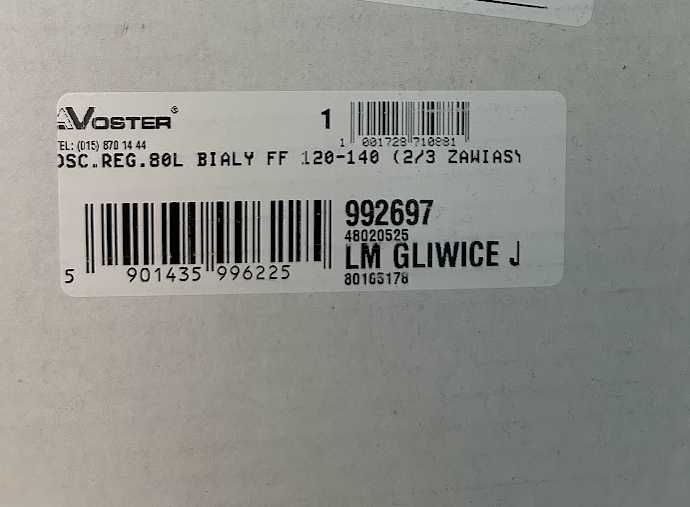 VOSTER® 1
1 001728 710881
TEL: (015) 870 14 44
OSC.REG.80L BIALY FF 120-140 (2/3 ZAWIASY
992697
48020525
5 901435 996225
LM GLIWICE J
80165178